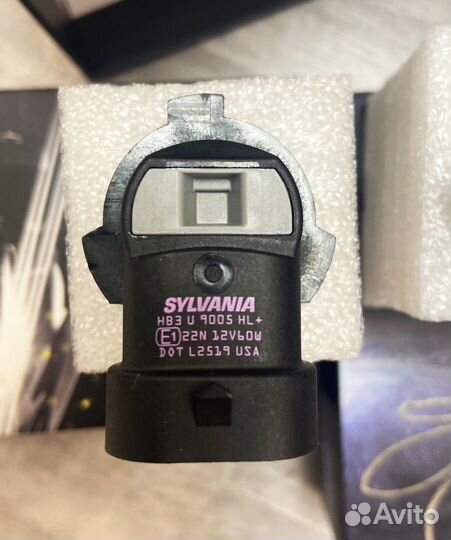 SYLVANIA
HB3 U 9005 HL+
E1 22N 12V60W
DOT L2519 USA
Avito